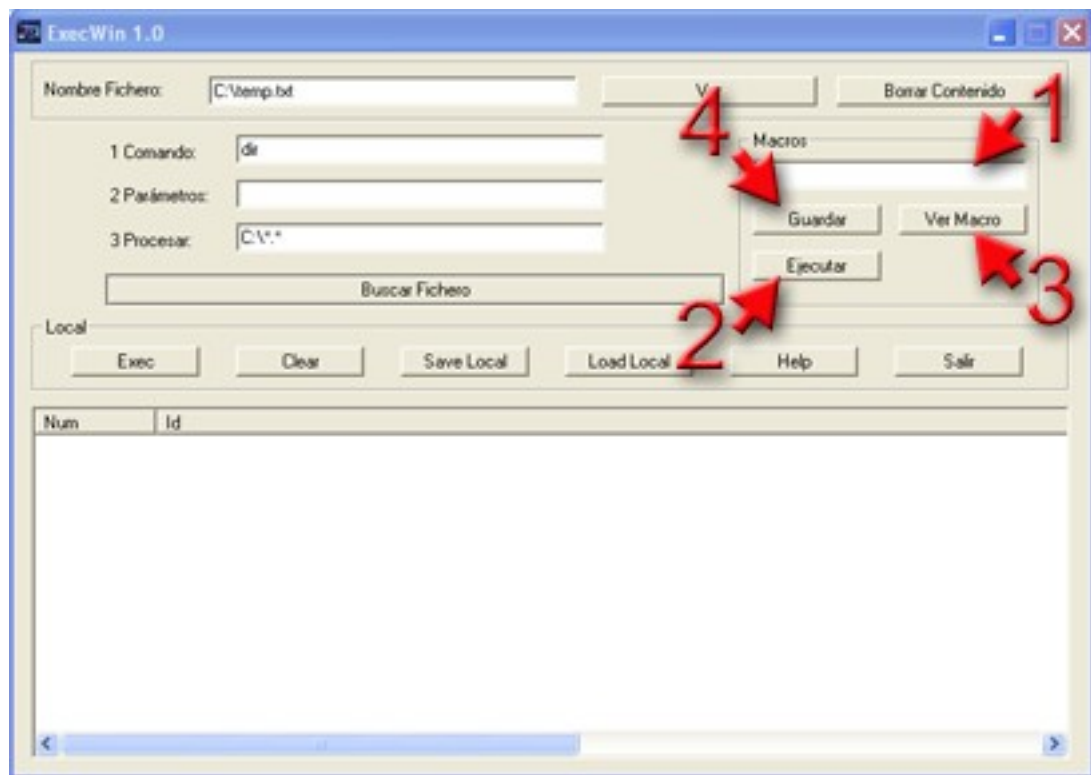 ExecWin 1.0
Nombre Fichero: C:\temp.txt V Borrar Contenido
1
4
Macros
1 Comando: dir
2 Parámetros:
Guardar Ver Macro
3 Procesar: C:\*.*
Ejecutar
3
2
Buscar Fichero
Local
Exec Clear Save Local Load Local Help Salir
Num Id